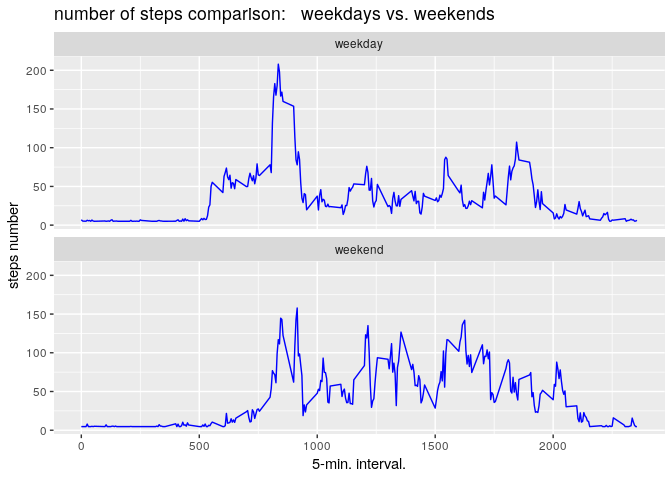 number of steps comparison:   weekdays vs. weekends
weekday
200
150
100
50
0
steps number
weekend
200
150
100
50
0
0 500 1000 1500 2000
5-min. interval.